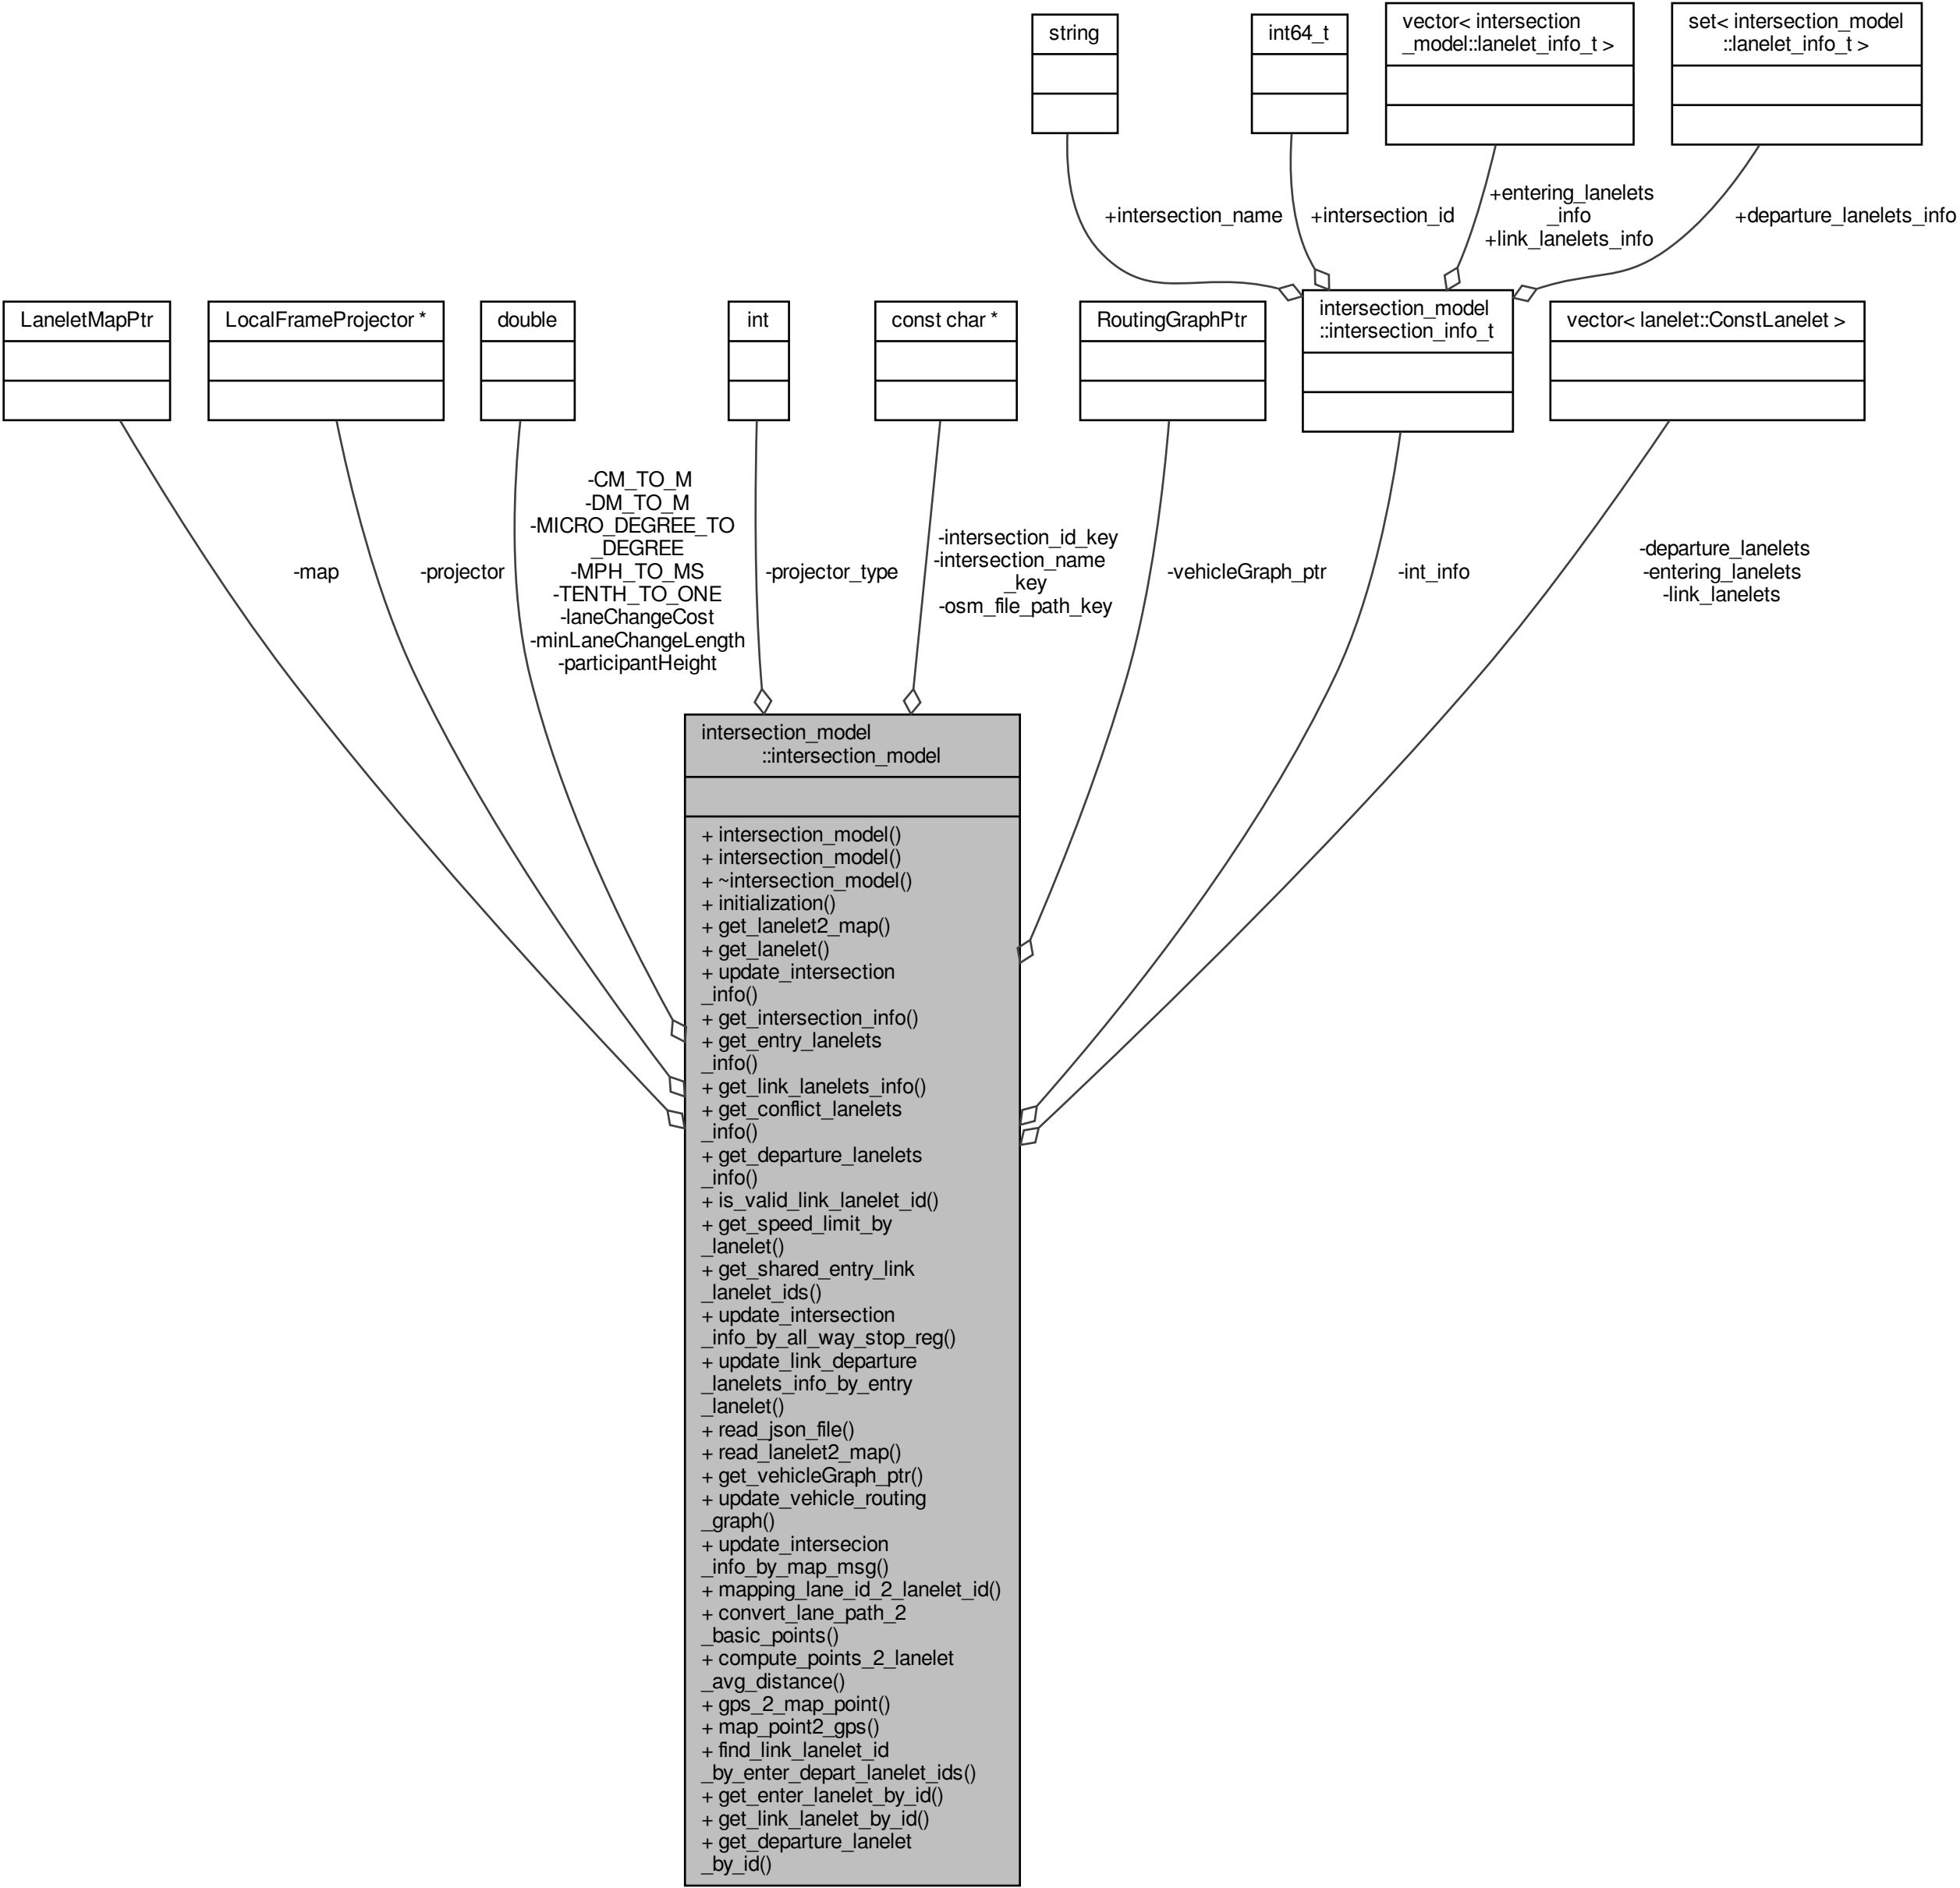 string
int64_t
vector< intersection
_model::lanelet_info_t >
set< intersection_model
::lanelet_info_t >
+intersection_name
+intersection_id
+entering_lanelets
_info
+link_lanelets_info
+departure_lanelets_info
LaneletMapPtr
LocalFrameProjector *
double
int
const char *
RoutingGraphPtr
intersection_model
::intersection_info_t
vector< lanelet::ConstLanelet >
-map
-projector
-CM_TO_M
-DM_TO_M
-MICRO_DEGREE_TO
_DEGREE
-MPH_TO_MS
-TENTH_TO_ONE
-laneChangeCost
-minLaneChangeLength
-participantHeight
-projector_type
-intersection_id_key
-intersection_name
_key
-osm_file_path_key
-vehicleGraph_ptr
-int_info
-departure_lanelets
-entering_lanelets
-link_lanelets
intersection_model
::intersection_model
+ intersection_model()
+ intersection_model()
+ ~intersection_model()
+ initialization()
+ get_lanelet2_map()
+ get_lanelet()
+ update_intersection
_info()
+ get_intersection_info()
+ get_entry_lanelets
_info()
+ get_link_lanelets_info()
+ get_conflict_lanelets
_info()
+ get_departure_lanelets
_info()
+ is_valid_link_lanelet_id()
+ get_speed_limit_by
_lanelet()
+ get_shared_entry_link
_lanelet_ids()
+ update_intersection
_info_by_all_way_stop_reg()
+ update_link_departure
_lanelets_info_by_entry
_lanelet()
+ read_json_file()
+ read_lanelet2_map()
+ get_vehicleGraph_ptr()
+ update_vehicle_routing
_graph()
+ update_intersecion
_info_by_map_msg()
+ mapping_lane_id_2_lanelet_id()
+ convert_lane_path_2
_basic_points()
+ compute_points_2_lanelet
_avg_distance()
+ gps_2_map_point()
+ map_point2_gps()
+ find_link_lanelet_id
_by_enter_depart_lanelet_ids()
+ get_enter_lanelet_by_id()
+ get_link_lanelet_by_id()
+ get_departure_lanelet
_by_id()